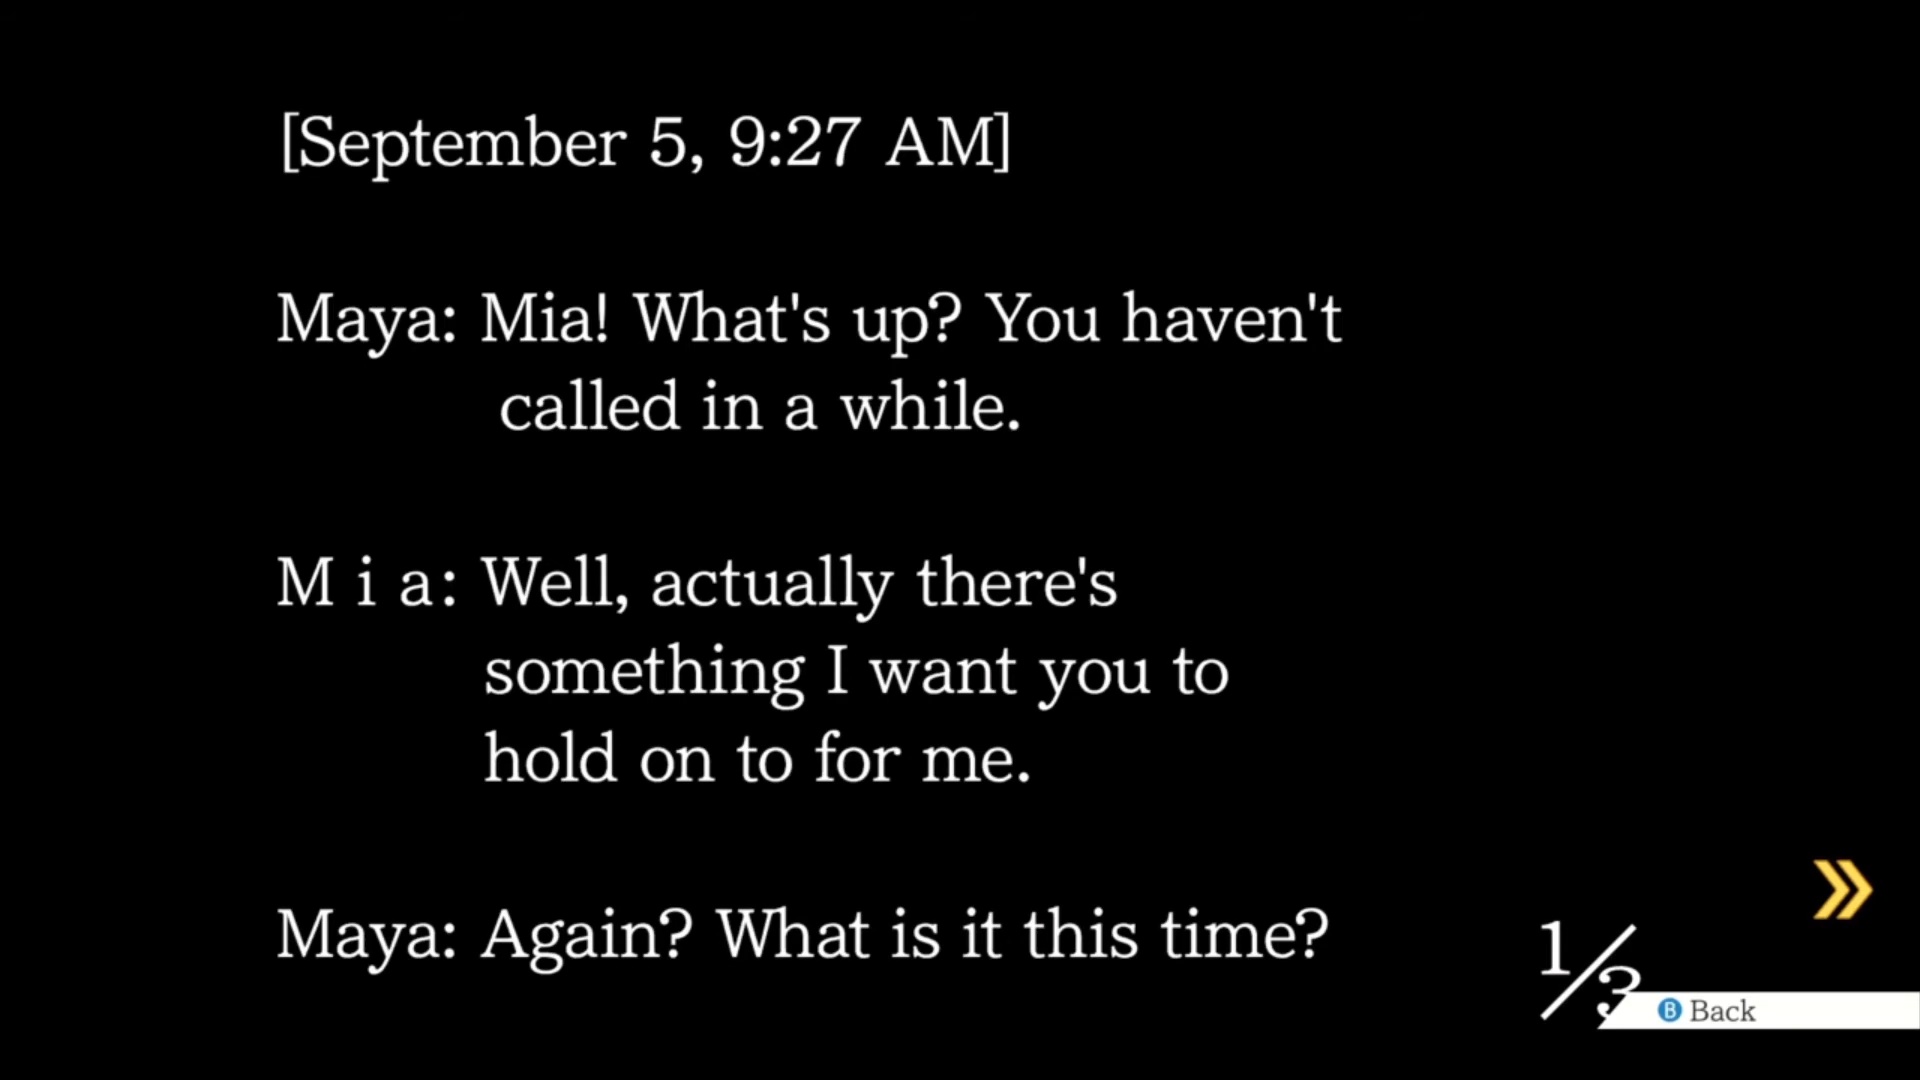 [September 5, 9:27 AM]
Maya: Mia! What's up? You haven't
called in a while.
M i a: Well, actually there's
something I want you to
hold on to for me.
Maya: Again? What is it this time?
1/3
B Back